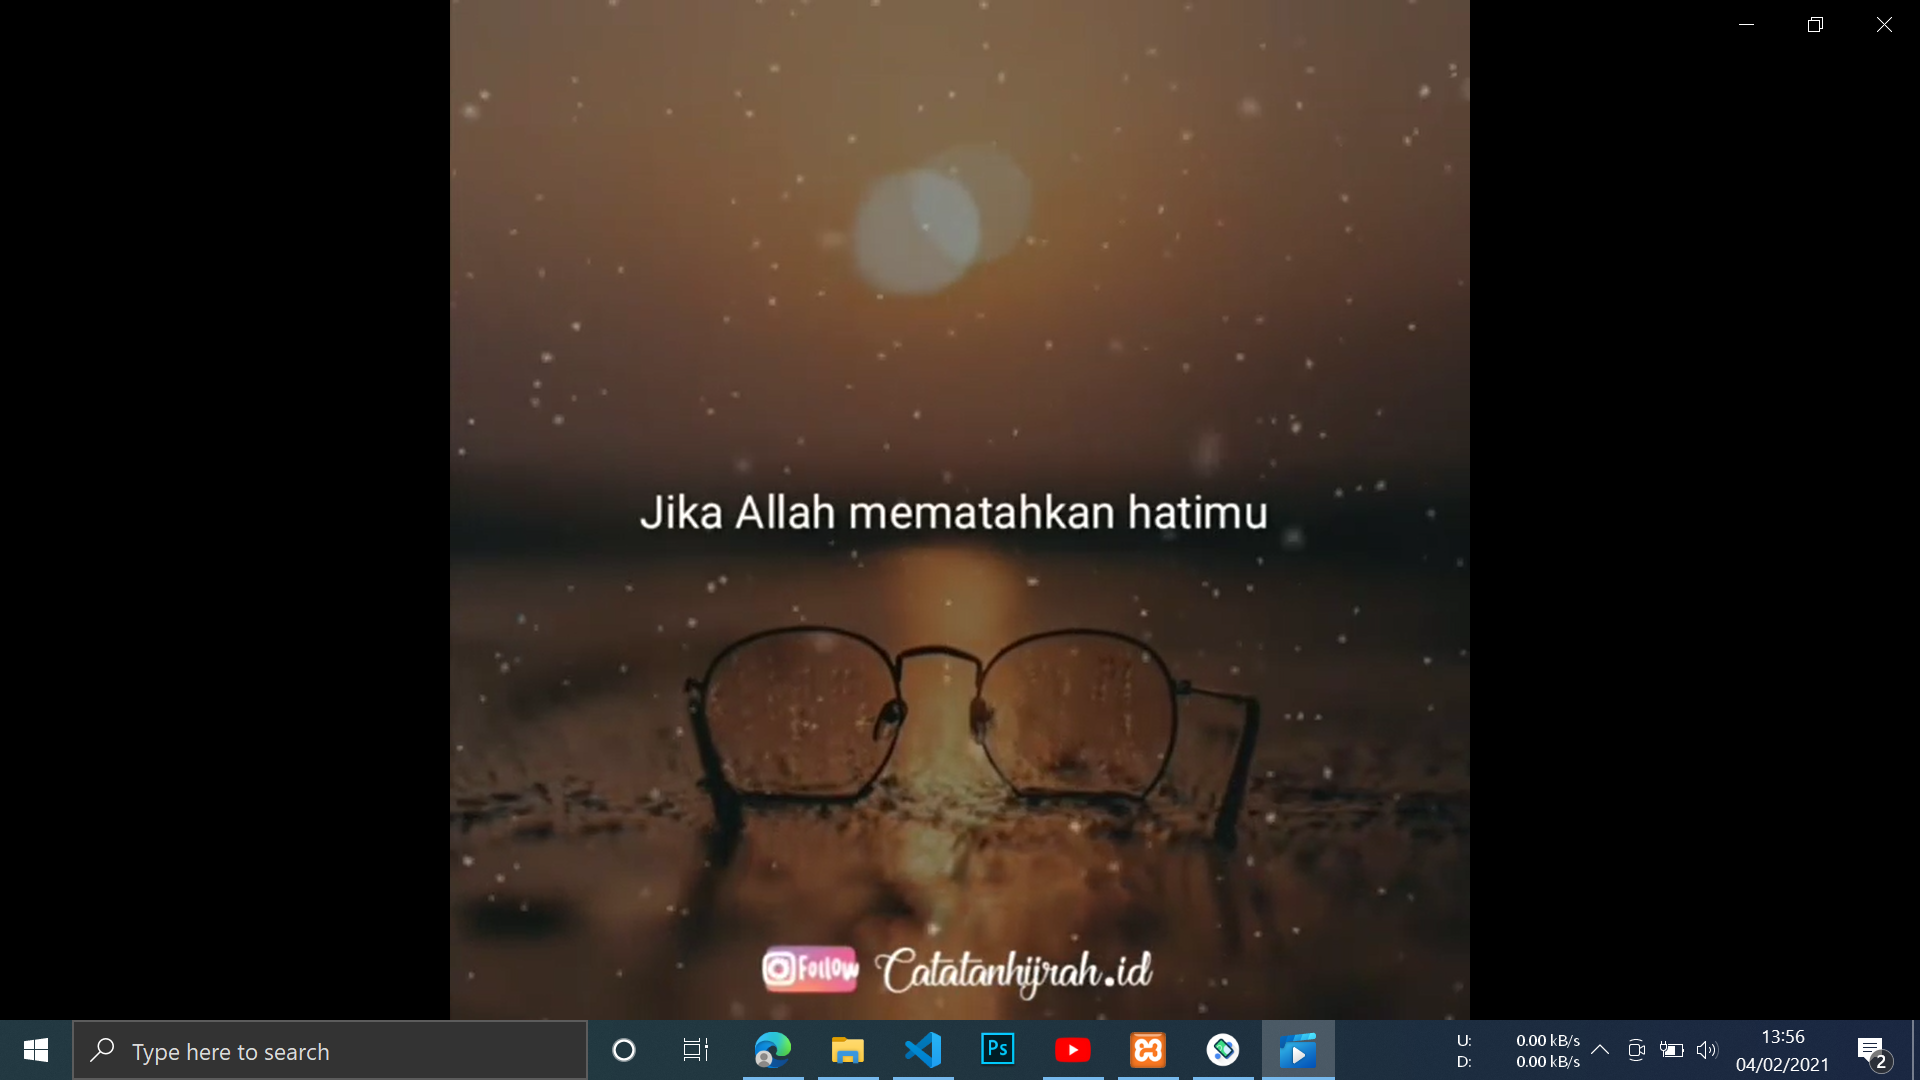 Jika Allah mematahkan hatimu
Follow Catatanhijrah.id
Type here to search
Ps
U: 0.00 kB/s
D: 0.00 kB/s
13:56
04/02/2021
2